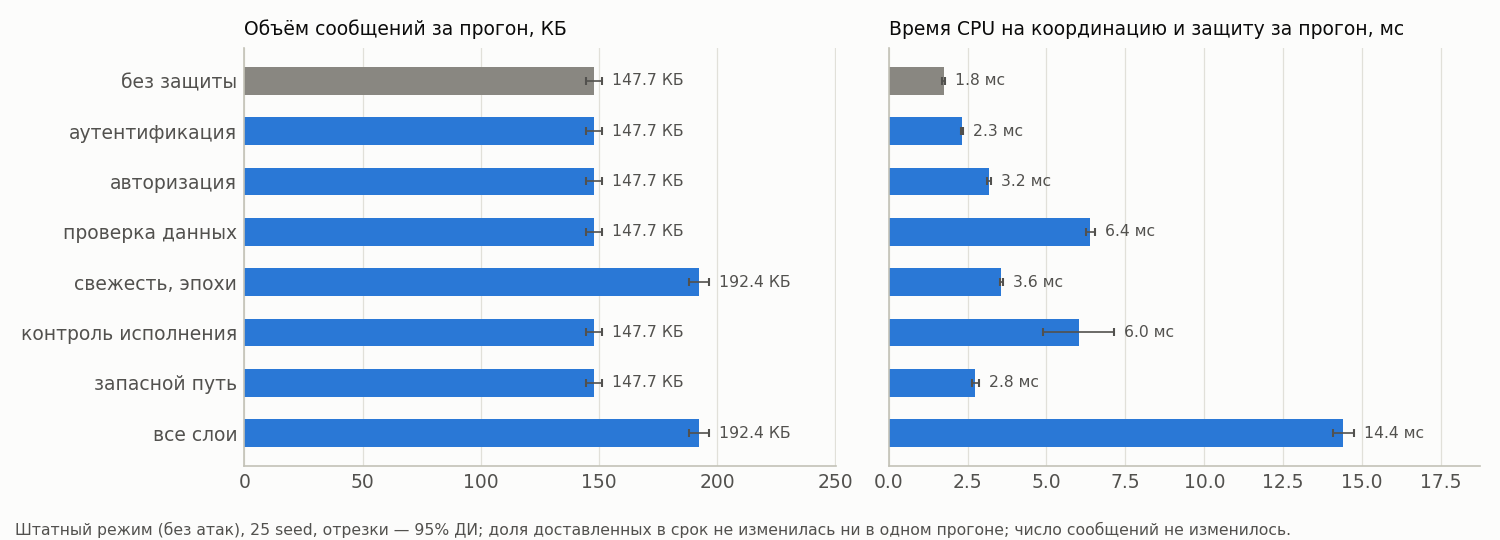 Объём сообщений за прогон, КБ
без защиты 147.7 КБ
аутентификация 147.7 КБ
авторизация 147.7 КБ
проверка данных 147.7 КБ
свежесть, эпохи 192.4 КБ
контроль исполнения 147.7 КБ
запасной путь 147.7 КБ
все слои 192.4 КБ
0 50 100 150 200 250
Время CPU на координацию и защиту за прогон, мс
1.8 мс
2.3 мс
3.2 мс
6.4 мс
3.6 мс
6.0 мс
2.8 мс
14.4 мс
0.0 2.5 5.0 7.5 10.0 12.5 15.0 17.5
Штатный режим (без атак), 25 seed, отрезки — 95% ДИ; доля доставленных в срок не изменилась ни в одном прогоне; число сообщений не изменилось.